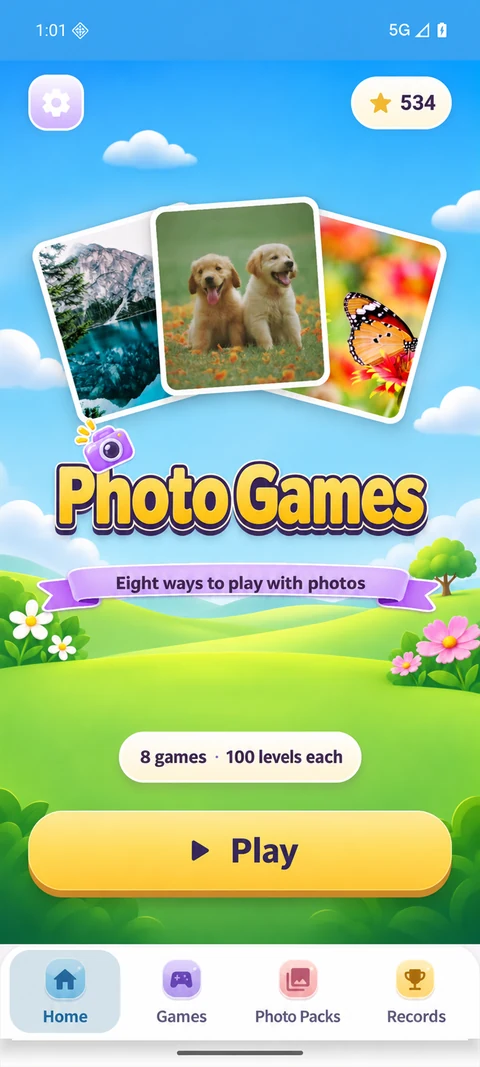 1:01
5G
534
Photo Games
Eight ways to play with photos
8 games · 100 levels each
Play
Home
Games
Photo Packs
Records